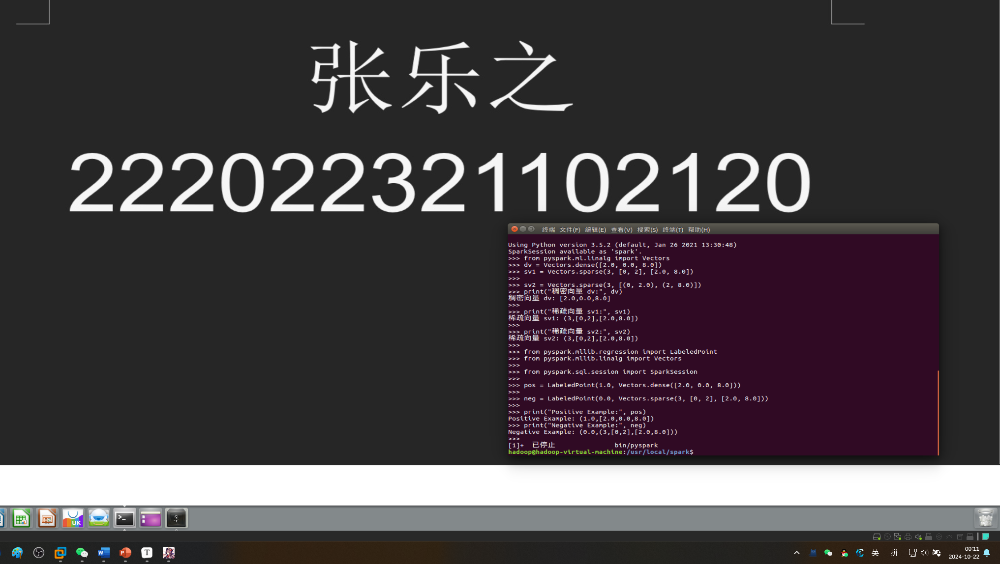 张乐之
222022321102120
终端 文件(F) 编辑(E) 查看(V) 搜索(S) 终端(T) 帮助(H)
Using Python version 3.5.2 (default, Jan 26 2021 13:30:48)
SparkSession available as 'spark'.
>>> from pyspark.ml.linalg import Vectors
>>> dv = Vectors.dense([2.0, 0.0, 8.0])
>>> sv1 = Vectors.sparse(3, [0, 2], [2.0, 8.0])
>>>
>>> sv2 = Vectors.sparse(3, [(0, 2.0), (2, 8.0)])
>>> print("稠密向量 dv:", dv)
稠密向量 dv: [2.0,0.0,8.0]
>>>
>>> print("稀疏向量 sv1:", sv1)
稀疏向量 sv1: (3,[0,2],[2.0,8.0])
>>>
>>> print("稀疏向量 sv2:", sv2)
稀疏向量 sv2: (3,[0,2],[2.0,8.0])
>>>
>>> from pyspark.mllib.regression import LabeledPoint
>>> from pyspark.mllib.linalg import Vectors
>>>
>>> from pyspark.sql.session import SparkSession
>>>
>>> pos = LabeledPoint(1.0, Vectors.dense([2.0, 0.0, 8.0]))
>>>
>>> neg = LabeledPoint(0.0, Vectors.sparse(3, [0, 2], [2.0, 8.0]))
>>>
>>> print("Positive Example:", pos)
Positive Example: (1.0,[2.0,0.0,8.0])
>>> print("Negative Example:", neg)
Negative Example: (0.0,(3,[0,2],[2.0,8.0]))
>>>
[1]+  已停止               bin/pyspark
hadoop@hadoop-virtual-machine:/usr/local/spark$
UK
W P T 英 拼 00:11
2024-10-22